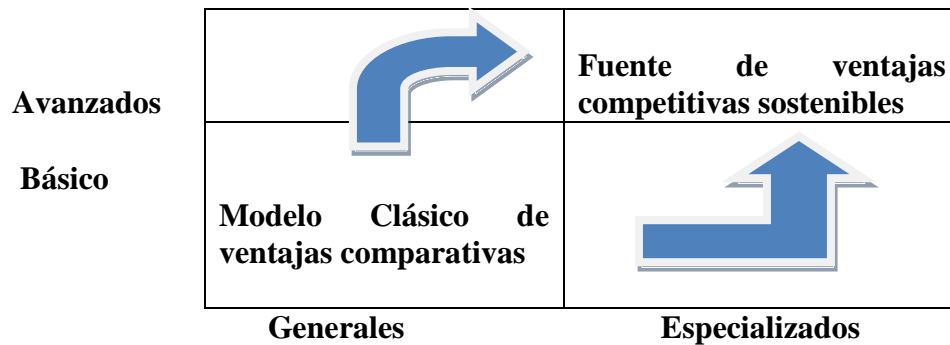 Avanzados
Fuente de ventajas
competitivas sostenibles
Básico
Modelo Clásico de
ventajas comparativas
Generales
Especializados